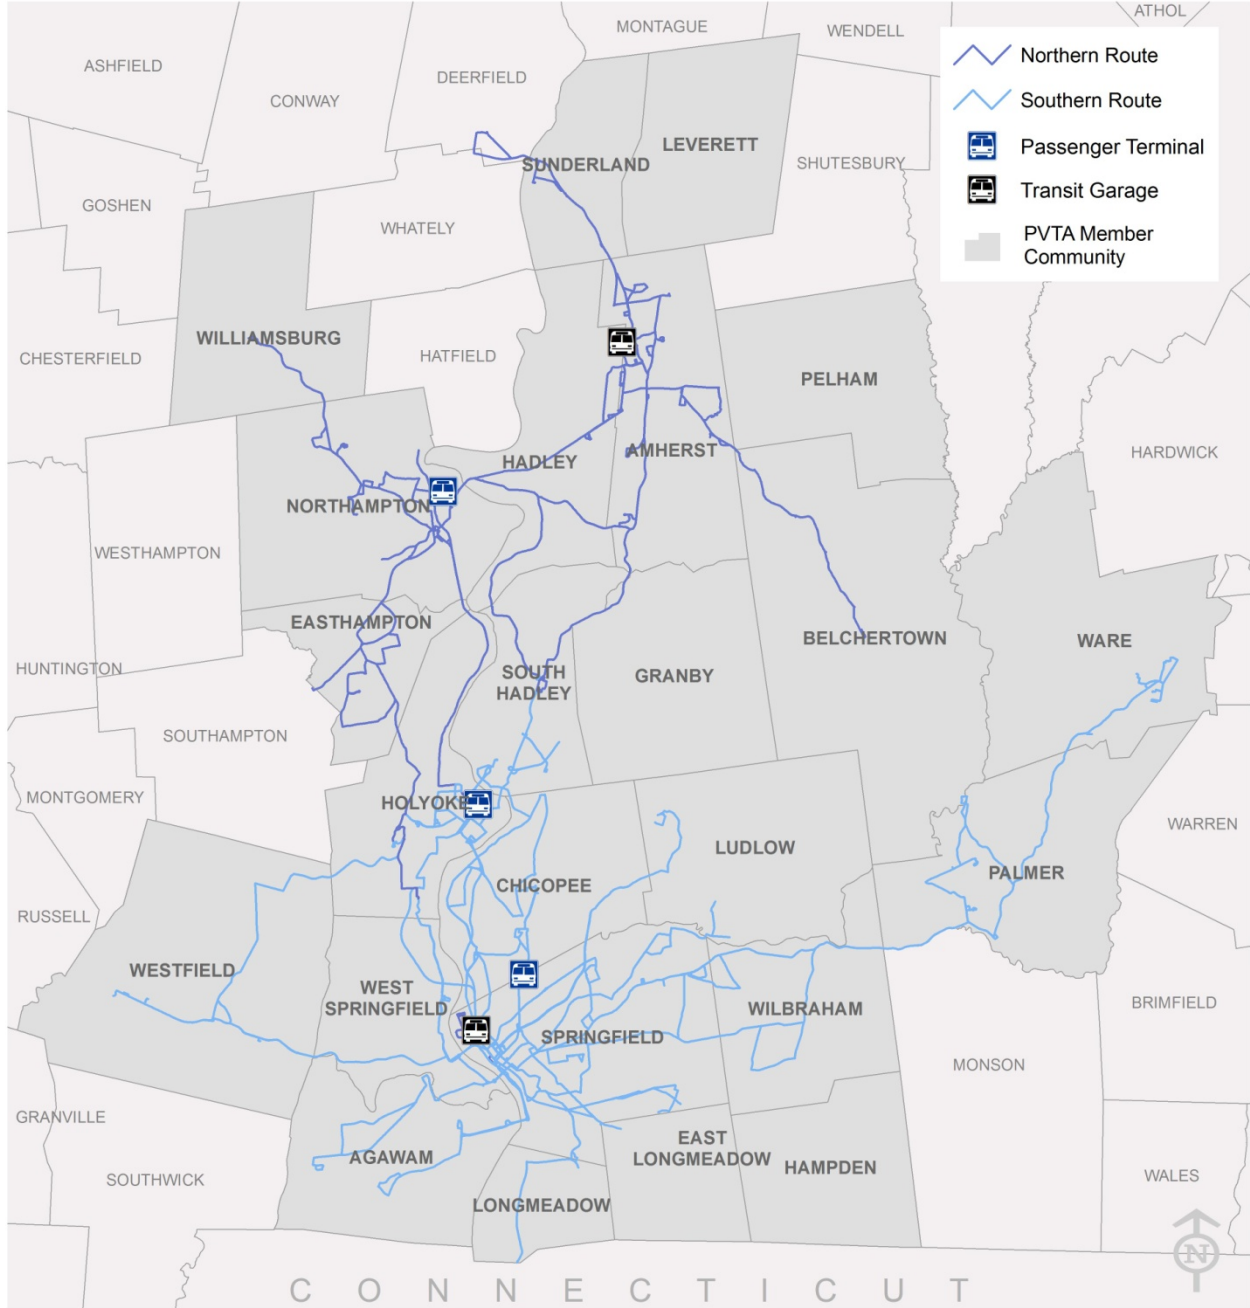 ATHOL
MONTAGUE
WENDELL
ASHFIELD
CONWAY
DEERFIELD
Northern Route
Southern Route
Passenger Terminal
Transit Garage
PVTA Member
Community
SUNDERLAND
LEVERETT
SHUTESBURY
GOSHEN
WHATELY
WILLIAMSBURG
CHESTERFIELD
HATFIELD
PELHAM
HADLEY
AMHERST
HARDWICK
NORTHAMPTON
WESTHAMPTON
EASTHAMPTON
BELCHERTOWN
WARE
HUNTINGTON
SOUTH
HADLEY
GRANBY
SOUTHAMPTON
MONTGOMERY
HOLYOKE
WARREN
LUDLOW
CHICOPEE
PALMER
RUSSELL
WESTFIELD
WEST
SPRINGFIELD
WILBRAHAM
BRIMFIELD
SPRINGFIELD
MONSON
GRANVILLE
EAST
LONGMEADOW
AGAWAM
HAMPDEN
SOUTHWICK
WALES
LONGMEADOW
N
CONNECTICUT